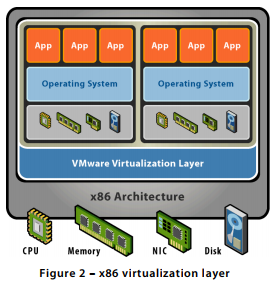 App App App App App App
Operating System Operating System
VMware Virtualization Layer
x86 Architecture
CPU Memory NIC Disk
Figure 2 – x86 virtualization layer